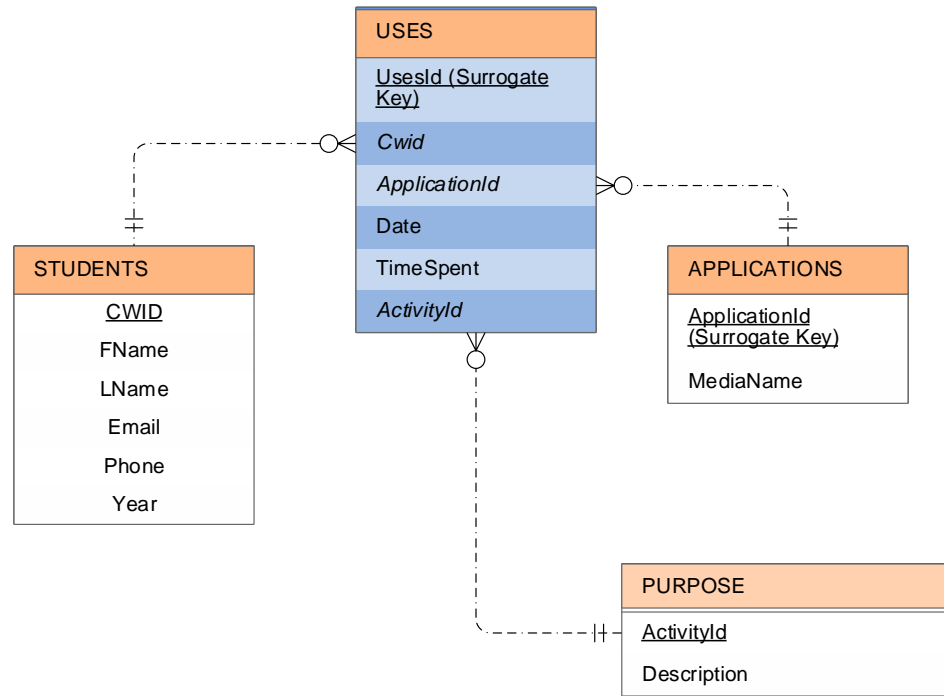 USES
UsesId (Surrogate
Key)
Cwid
ApplicationId
Date
TimeSpent
ActivityId
STUDENTS
CWID
FName
LName
Email
Phone
Year
APPLICATIONS
ApplicationId
(Surrogate Key)
MediaName
PURPOSE
ActivityId
Description